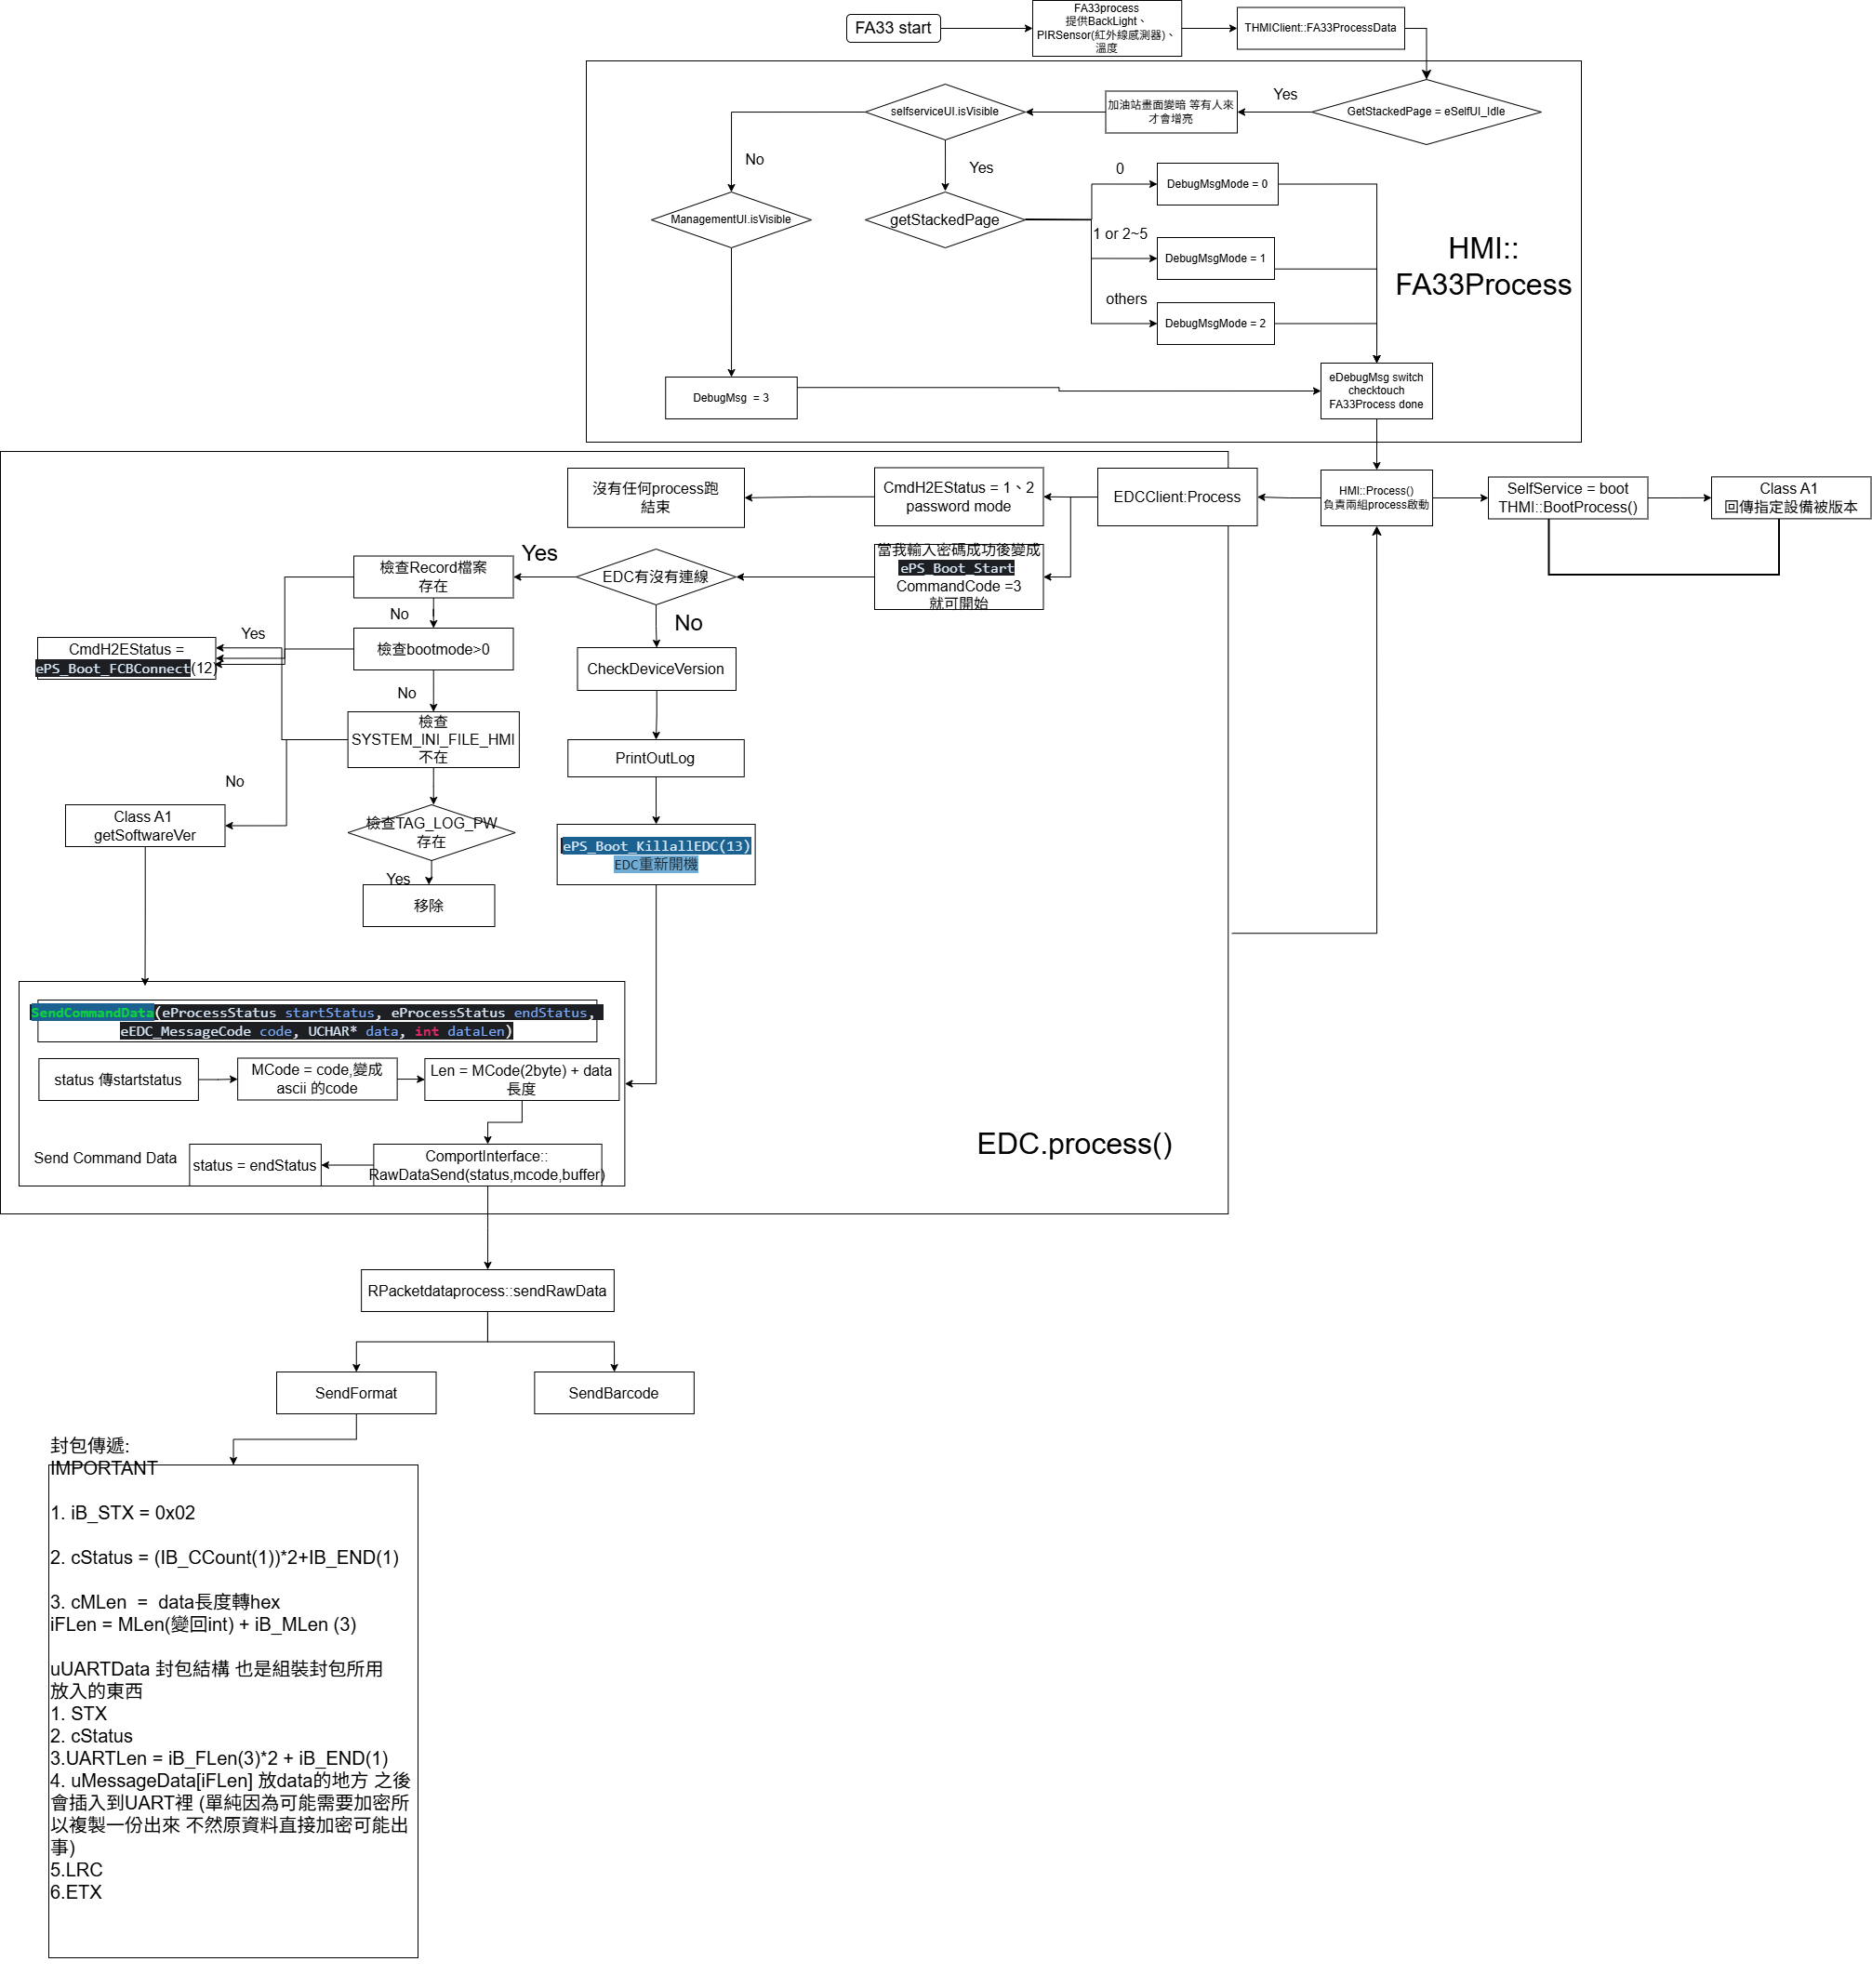 FA33 start
FA33process
提供BackLight、
PIRSensor(紅外線感測器)、
溫度
THMIClient::FA33ProcessData
GetStackedPage = eSelfUI_Idle
Yes
加油站畫面變暗 等有人來
才會增亮
selfserviceUI.isVisible
No
Yes
ManagementUI.isVisible
getStackedPage
0
DebugMsgMode = 0
1 or 2~5
DebugMsgMode = 1
others
DebugMsgMode = 2
HMI::
FA33Process
DebugMsg = 3
eDebugMsg switch
checktouch
FA33Process done
HMI::Process()
負責兩組process啟動
SelfService = boot
THMI::BootProcess()
Class A1
回傳指定設備被版本
EDCClient:Process
CmdH2EStatus = 1、2
password mode
沒有任何process跑
結束
當我輸入密碼成功後變成
ePS_Boot_Start
CommandCode =3
就可開始
EDC有沒有連線
Yes
No
檢查Record檔案
存在
No
檢查bootmode>0
Yes
CmdH2EStatus =
ePS_Boot_FCBConnect(12)
No
檢查
SYSTEM_INI_FILE_HMI
不在
No
Class A1
getSoftwareVer
檢查TAG_LOG_PW
存在
Yes
移除
CheckDeviceVersion
PrintOutLog
ePS_Boot_KillallEDC(13)
EDC重新開機
SendCommandData(eProcessStatus startStatus, eProcessStatus endStatus,
eEDC_MessageCode code, UCHAR* data, int dataLen)
status 傳startstatus
MCode = code,變成
ascii 的code
Len = MCode(2byte) + data
長度
Send Command Data
status = endStatus
ComportInterface::
RawDataSend(status,mcode,buffer)
EDC.process()
RPacketdataprocess::sendRawData
SendFormat
SendBarcode
封包傳遞:
IMPORTANT
1. iB_STX = 0x02
2. cStatus = (IB_CCount(1))*2+IB_END(1)
3. cMLen = data長度轉hex
iFLen = MLen(變回int) + iB_MLen (3)
uUARTData 封包結構 也是組裝封包所用
放入的東西
1. STX
2. cStatus
3.UARTLen = iB_FLen(3)*2 + iB_END(1)
4. uMessageData[iFLen] 放data的地方 之後
會插入到UART裡 (單純因為可能需要加密所
以複製一份出來 不然原資料直接加密可能出
事)
5.LRC
6.ETX